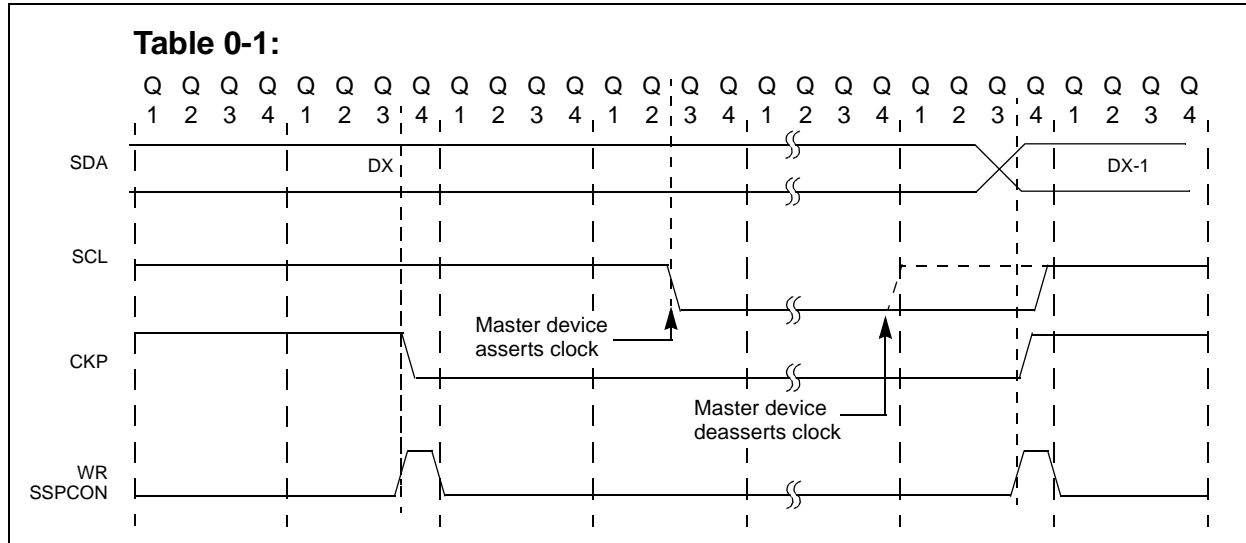 Table 0-1:
Q Q Q Q Q Q Q Q Q Q Q Q Q Q Q Q Q Q Q Q Q Q Q Q Q Q Q Q
1 2 3 4 1 2 3 4 1 2 3 4 1 2 3 4 1 2 3 4 1 2 3 4 1 2 3 4
SDA
DX
DX-1
SCL
Master device
asserts clock
CKP
Master device
deasserts clock
WR
SSPCON